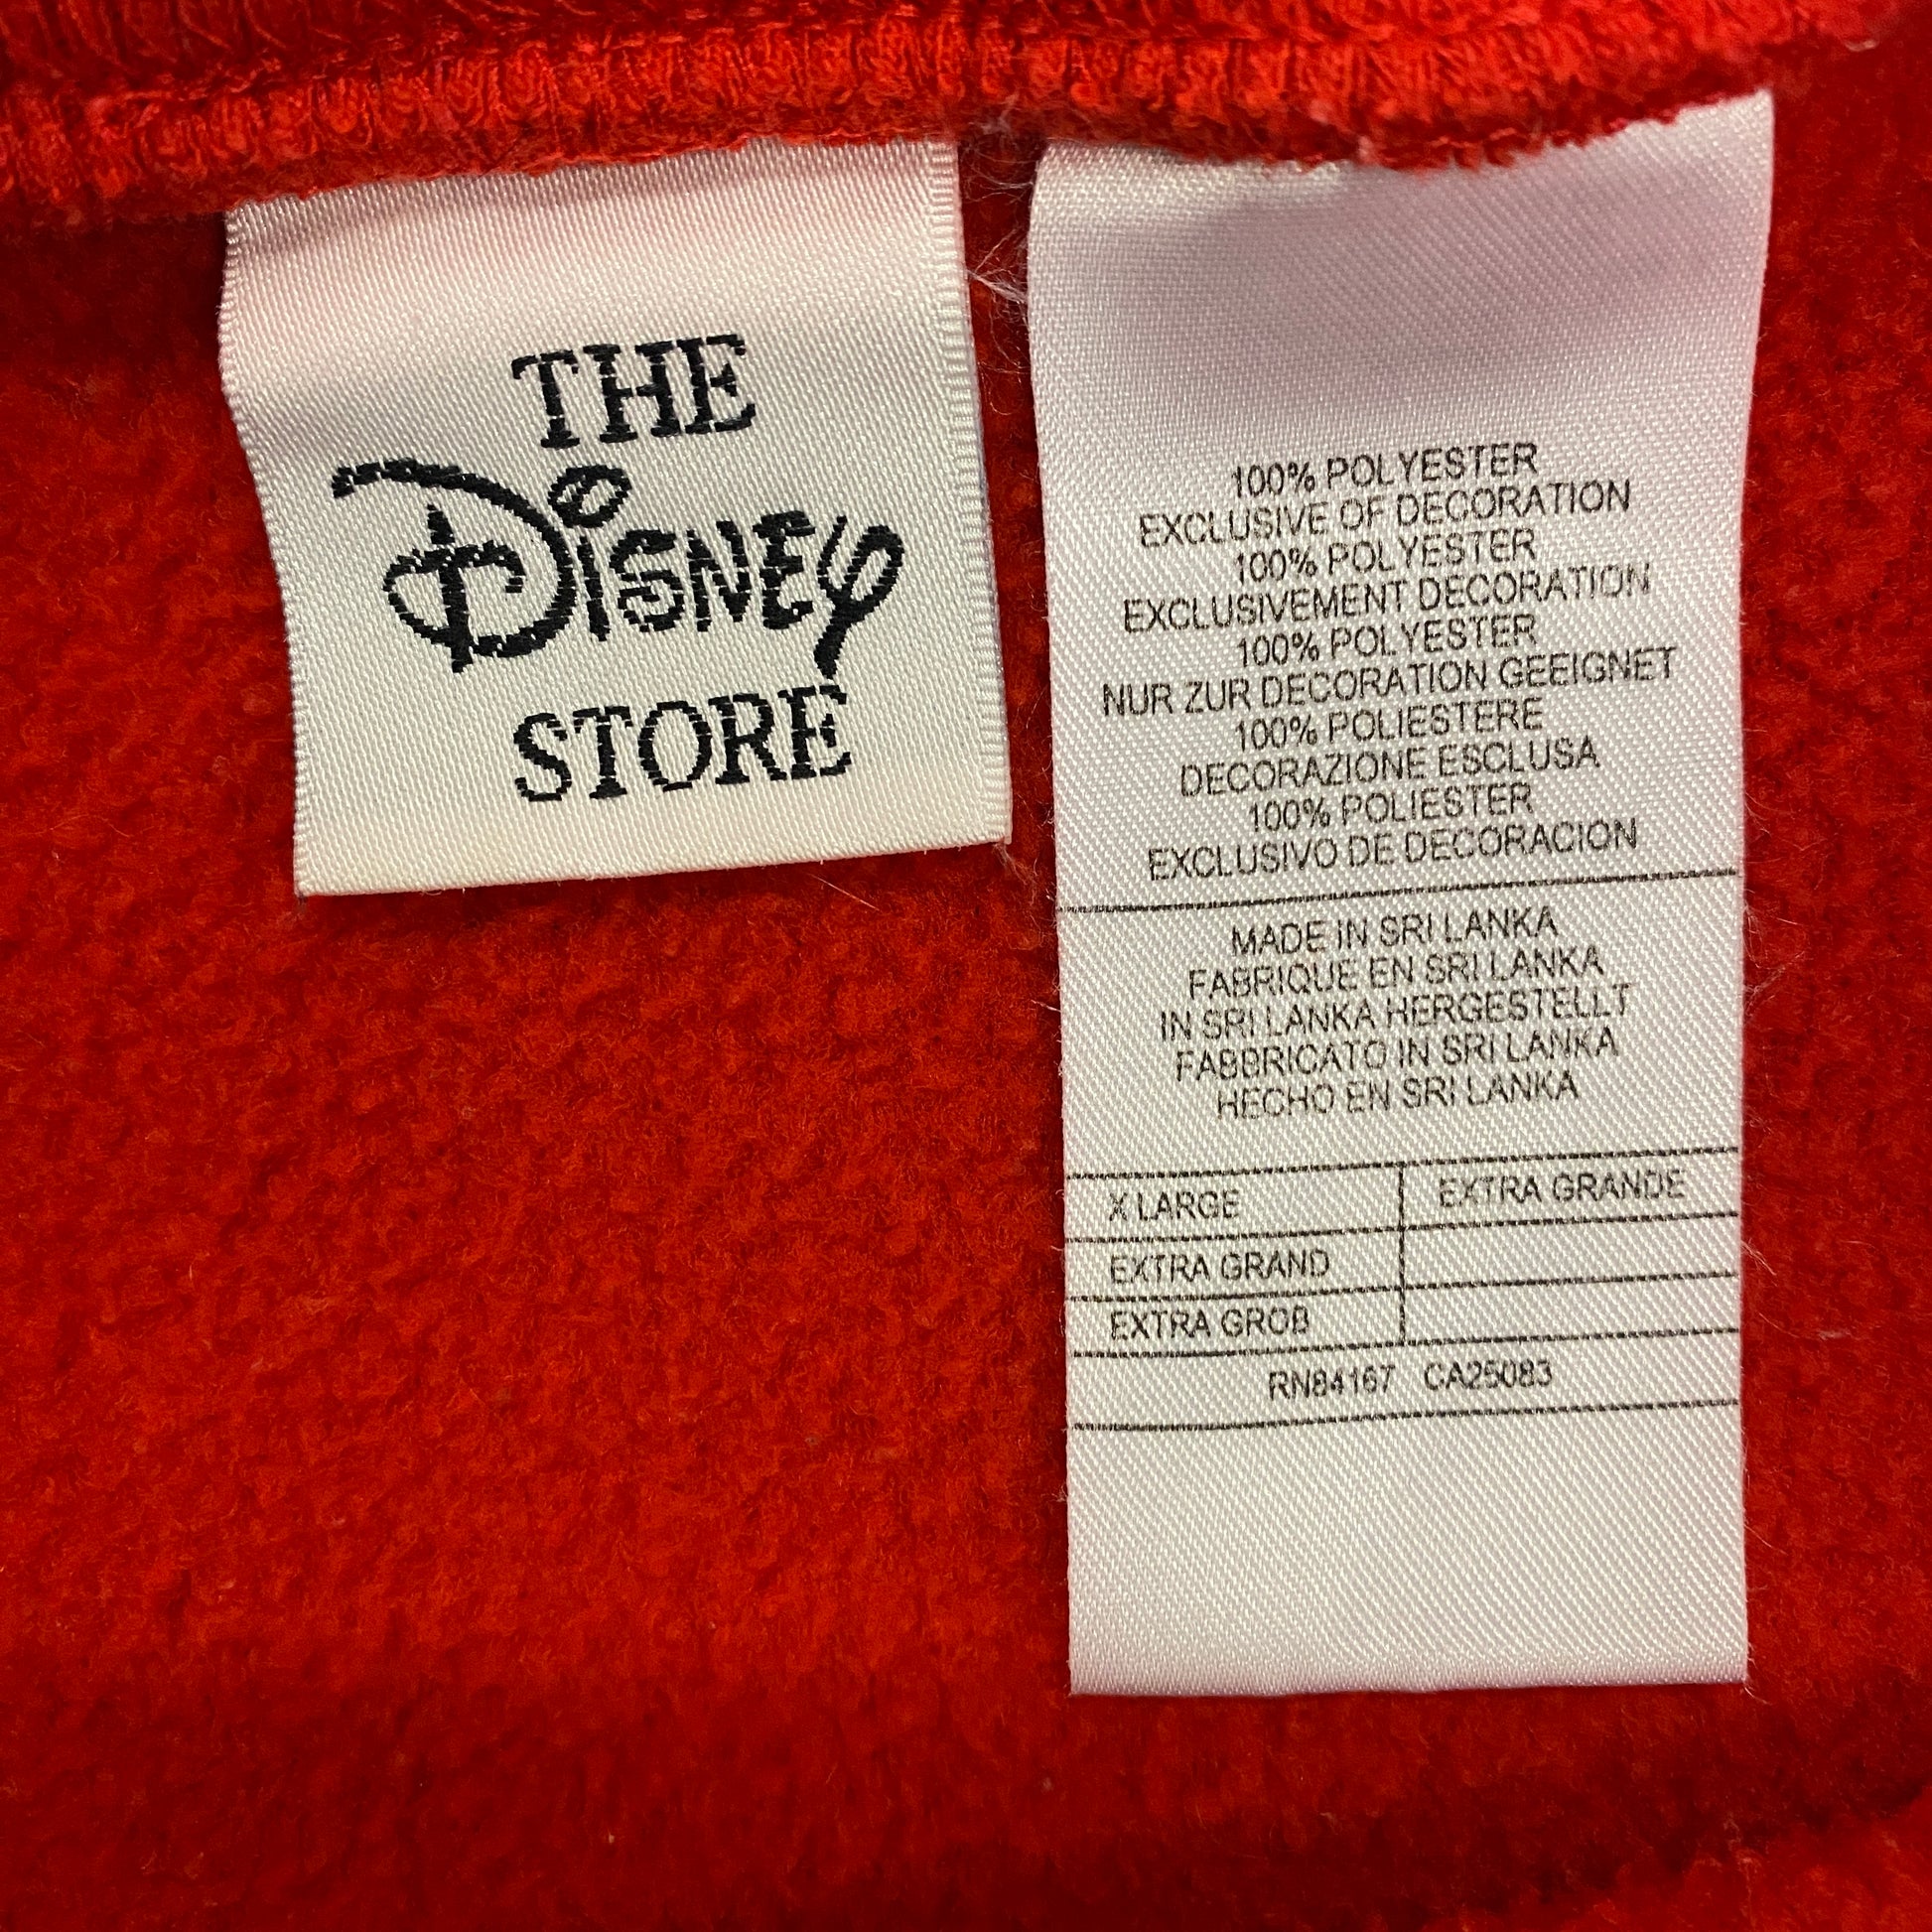 THE
DISNEY
STORE
100% POLYESTER
EXCLUSIVE OF DECORATION
100% POLYESTER
EXCLUSIVEMENT DECORATION
100% POLYESTER
NUR ZUR DECORATION GEEIGNET
100% POLIESTERE
DECORAZIONE ESCLUSA
100% POLIESTER
EXCLUSIVO DE DECORACION
MADE IN SRI LANKA
FABRIQUE EN SRI LANKA
IN SRI LANKA HERGESTELLT
FABBRICATO IN SRI LANKA
HECHO EN SRI LANKA
X LARGE EXTRA GRANDE
EXTRA GRAND
EXTRA GROB
RN84167 CA25083